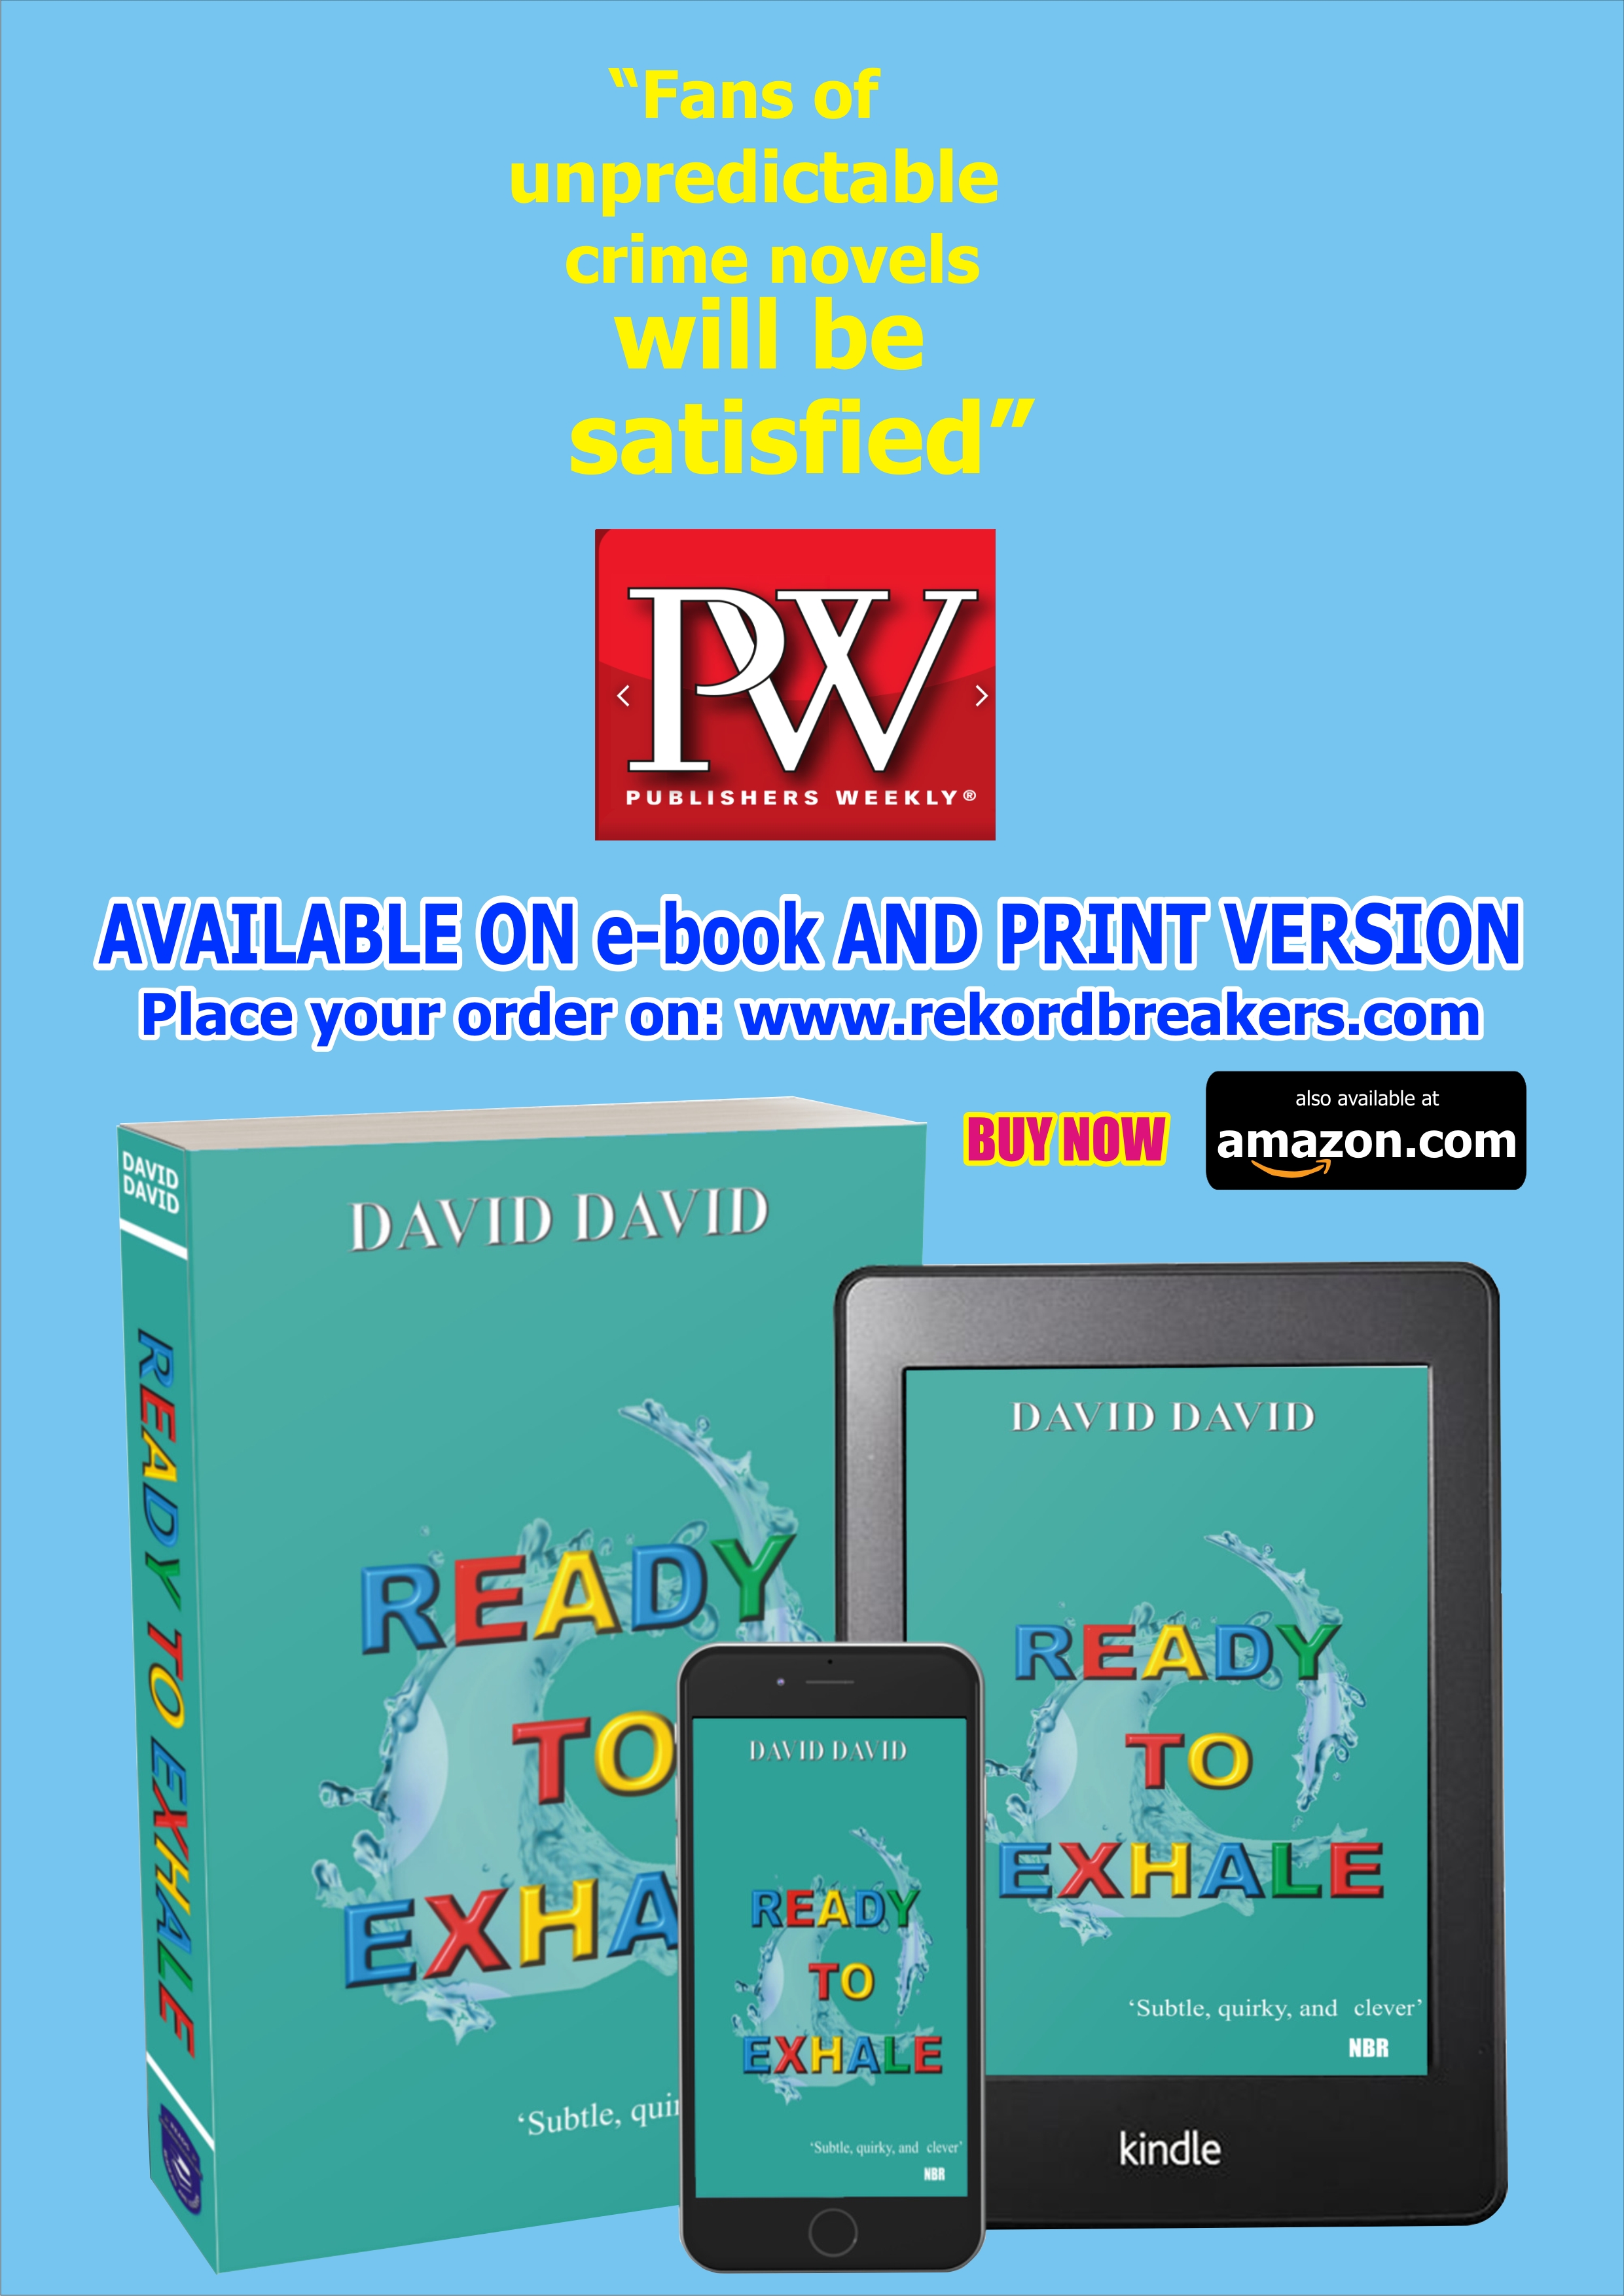 “Fans of
unpredictable
crime novels
will be
satisfied”
PW
PUBLISHERS WEEKLY®
AVAILABLE ON e-book AND PRINT VERSION
Place your order on: www.rekordbreakers.com
BUY NOW
also available at
amazon.com
DAVID
DAVID
READY TO EXHALE
DAVID DAVID
READY
TO
EXHA
‘Subtle, quir
DAVID DAVID
READY
TO
EXHALE
‘Subtle, quirky, and clever’
NBR
kindle
DAVID DAVID
READY
TO
EXHALE
‘Subtle, quirky, and clever’
NBR